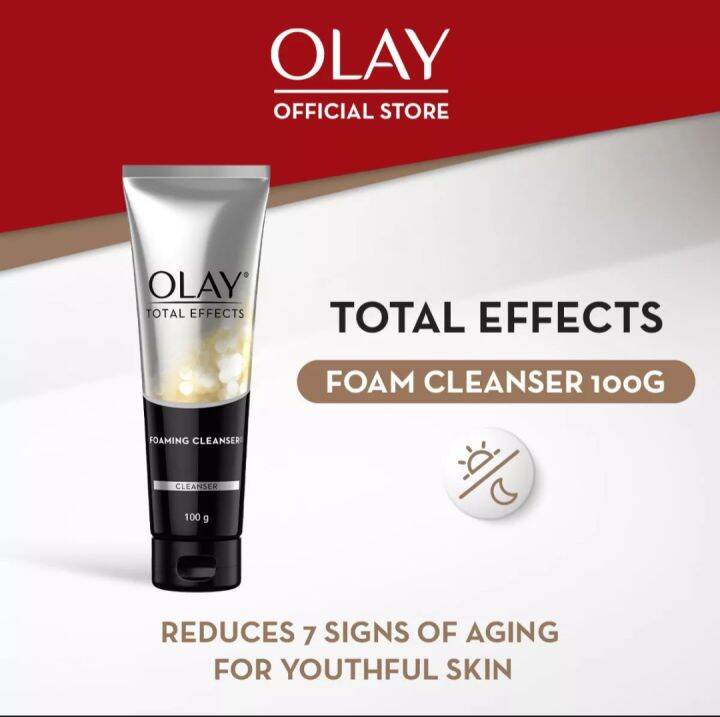 OLAY
OFFICIAL STORE
OLAY®
TOTAL EFFECTS
FOAMING CLEANSER
CLEANSER
100 g
TOTAL EFFECTS
FOAM CLEANSER 100G
REDUCES 7 SIGNS OF AGING
FOR YOUTHFUL SKIN